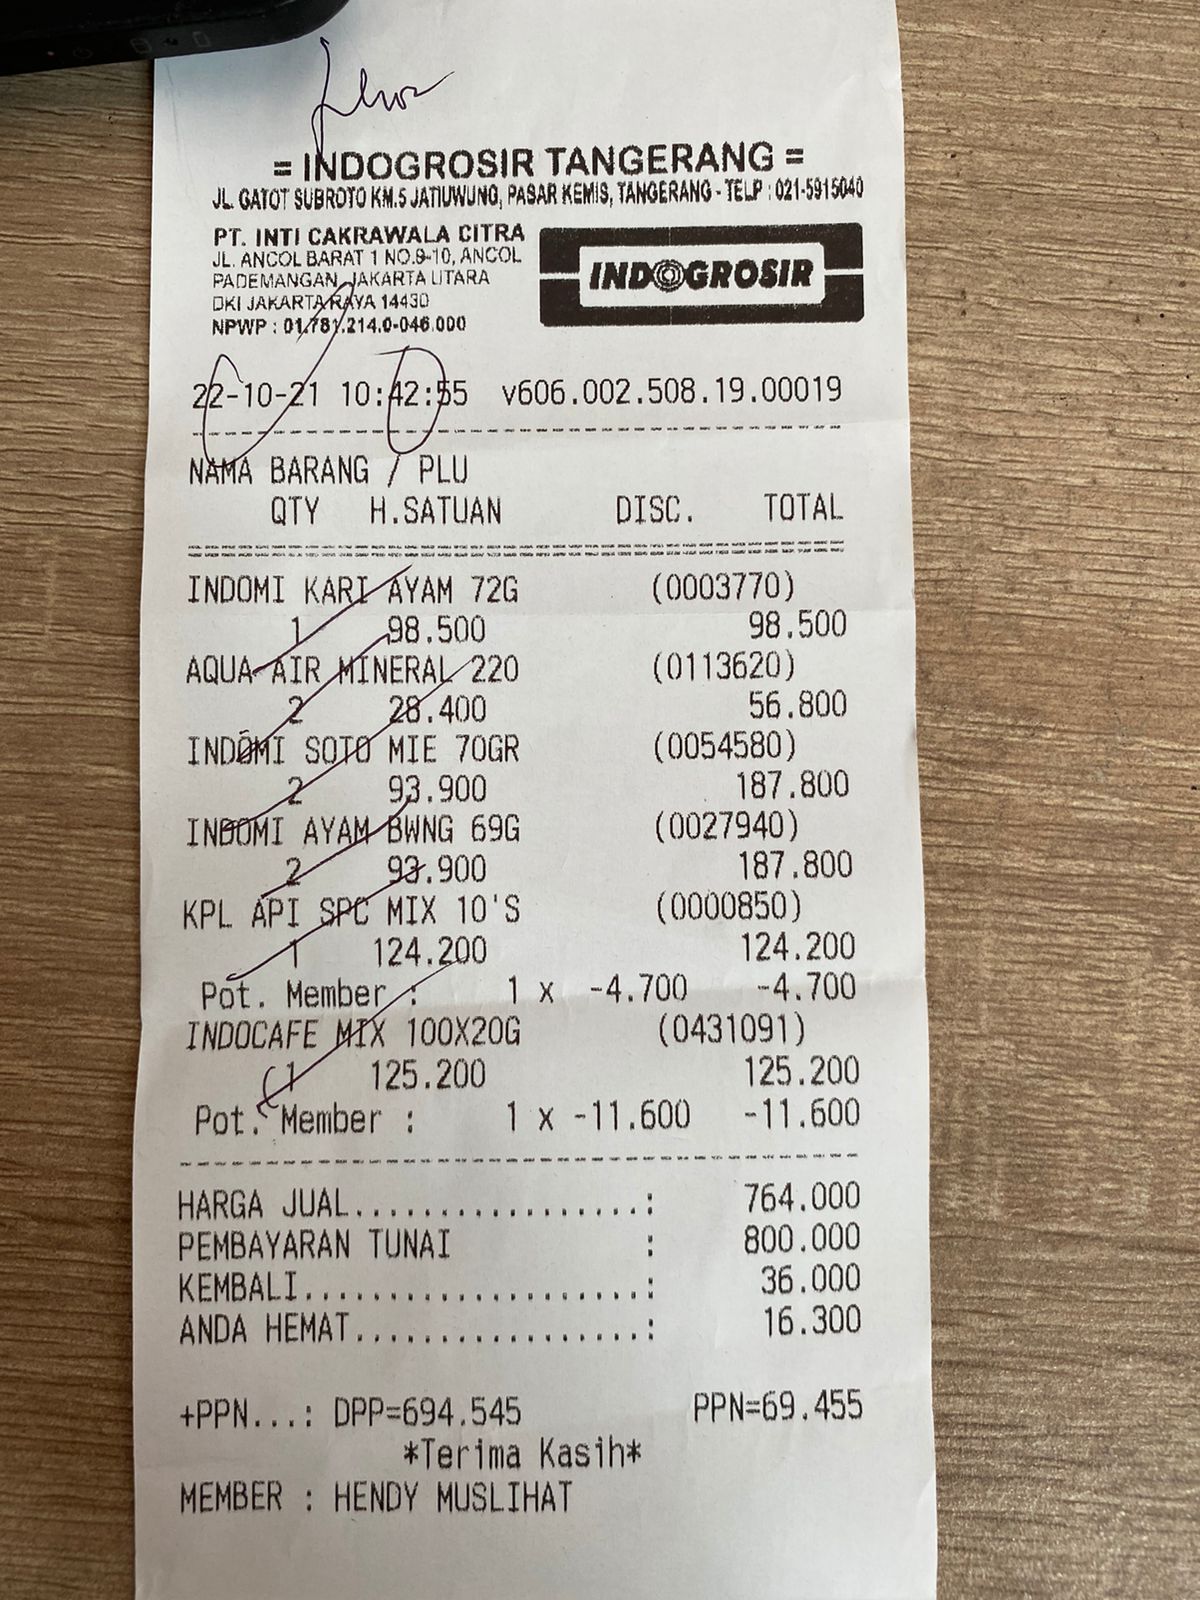 = INDOGROSIR TANGERANG =
JL. GATOT SUBROTO KM.5 JATIUWUNG, PASAR KEMIS, TANGERANG - TELP : 021-5915040
PT. INTI CAKRAWALA CITRA
JL. ANCOL BARAT 1 NO.9-10, ANCOL
PADEMANGAN JAKARTA UTARA
DKI JAKARTA RAYA 14430
NPWP : 01.781.214.0-046.000
INDOGROSIR
22-10-21 10:42:55 v606.002.508.19.00019
NAMA BARANG / PLU
QTY H.SATUAN DISC. TOTAL
INDOMI KARI AYAM 72G (0003770)
1 98.500 98.500
AQUA AIR MINERAL 220 (0113620)
2 28.400 56.800
INDOMI SOTO MIE 70GR (0054580)
2 93.900 187.800
INDOMI AYAM BWNG 69G (0027940)
2 93.900 187.800
KPL API SPC MIX 10'S (0000850)
1 124.200 124.200
Pot. Member : 1 x -4.700 -4.700
INDOCAFE MIX 100X20G (0431091)
1 125.200 125.200
Pot. Member : 1 x -11.600 -11.600
HARGA JUAL..................: 764.000
PEMBAYARAN TUNAI : 800.000
KEMBALI.....................: 36.000
ANDA HEMAT..................: 16.300
+PPN...: DPP=694.545 PPN=69.455
*Terima Kasih*
MEMBER : HENDY MUSLIHAT